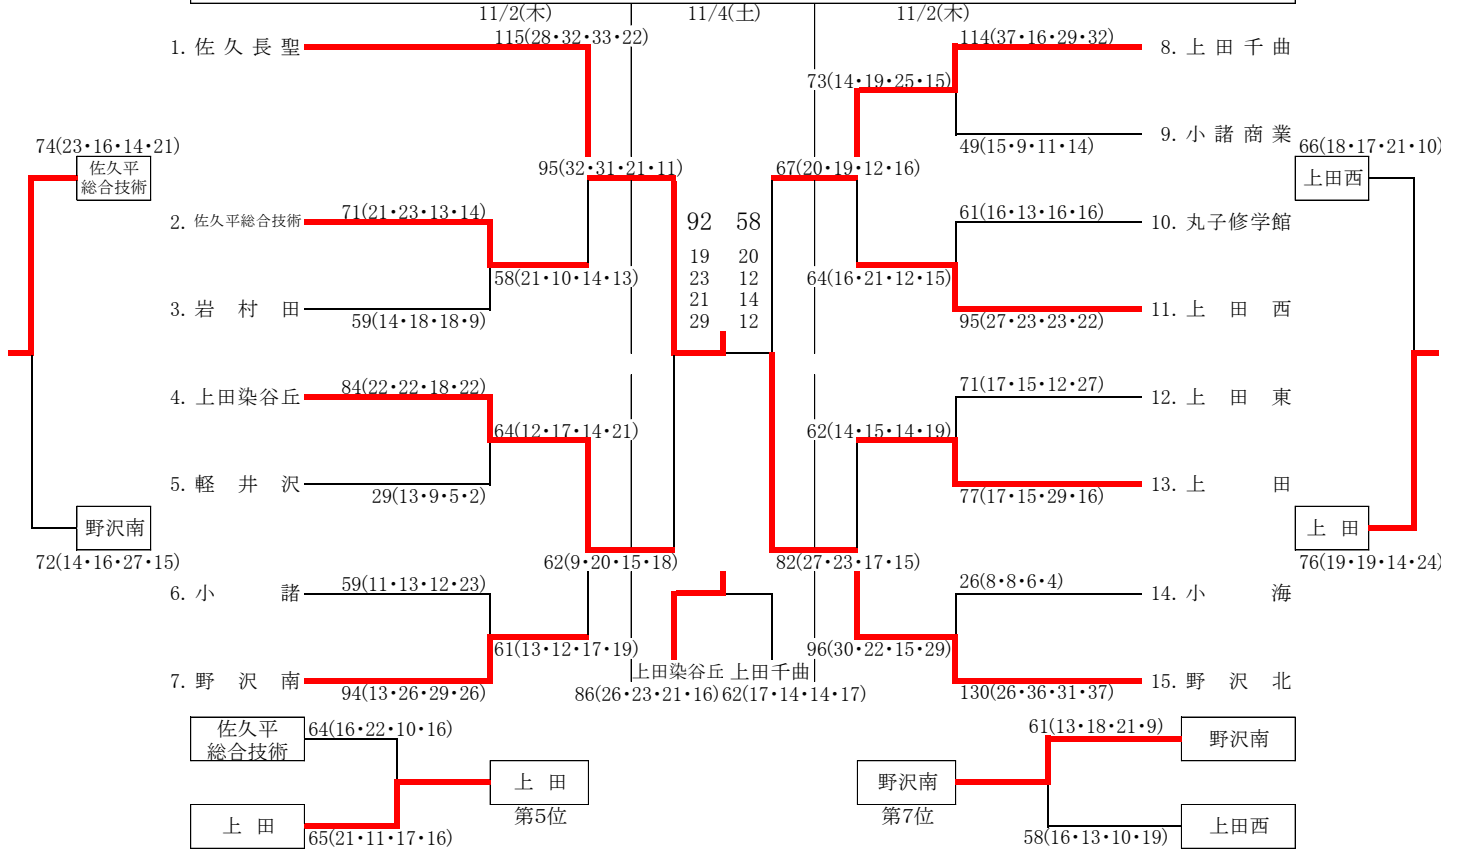 11/2(木)
11/4(土)
11/2(木)
1. 佐久長聖
115(28・32・33・22)
114(37・16・29・32)
8. 上田千曲
73(14・19・25・15)
49(15・9・11・14)
9. 小諸商業
74(23・16・14・21)
佐久平
総合技術
95(32・31・21・11)
67(20・19・12・16)
66(18・17・21・10)
上田西
2. 佐久平総合技術
71(21・23・13・14)
92 58
19 20
23 12
21 14
29 12
61(16・13・16・16)
10. 丸子修学館
58(21・10・14・13)
64(16・21・12・15)
3. 岩村田
59(14・18・18・9)
95(27・23・23・22)
11. 上田西
4. 上田染谷丘
84(22・22・18・22)
71(17・15・12・27)
12. 上田東
64(12・17・14・21)
62(14・15・14・19)
5. 軽井沢
29(13・9・5・2)
77(17・15・29・16)
13. 上田
野沢南
72(14・16・27・15)
62(9・20・15・18)
82(27・23・17・15)
上田
76(19・19・14・24)
6. 小諸
59(11・13・12・23)
26(8・8・6・4)
14. 小海
61(13・12・17・19)
96(30・22・15・29)
7. 野沢南
94(13・26・29・26)
上田染谷丘 上田千曲
86(26・23・21・16) 62(17・14・14・17)
130(26・36・31・37)
15. 野沢北
佐久平
総合技術
64(16・22・10・16)
上田
第5位
上田
65(21・11・17・16)
61(13・18・21・9)
野沢南
野沢南
第7位
58(16・13・10・19)
上田西